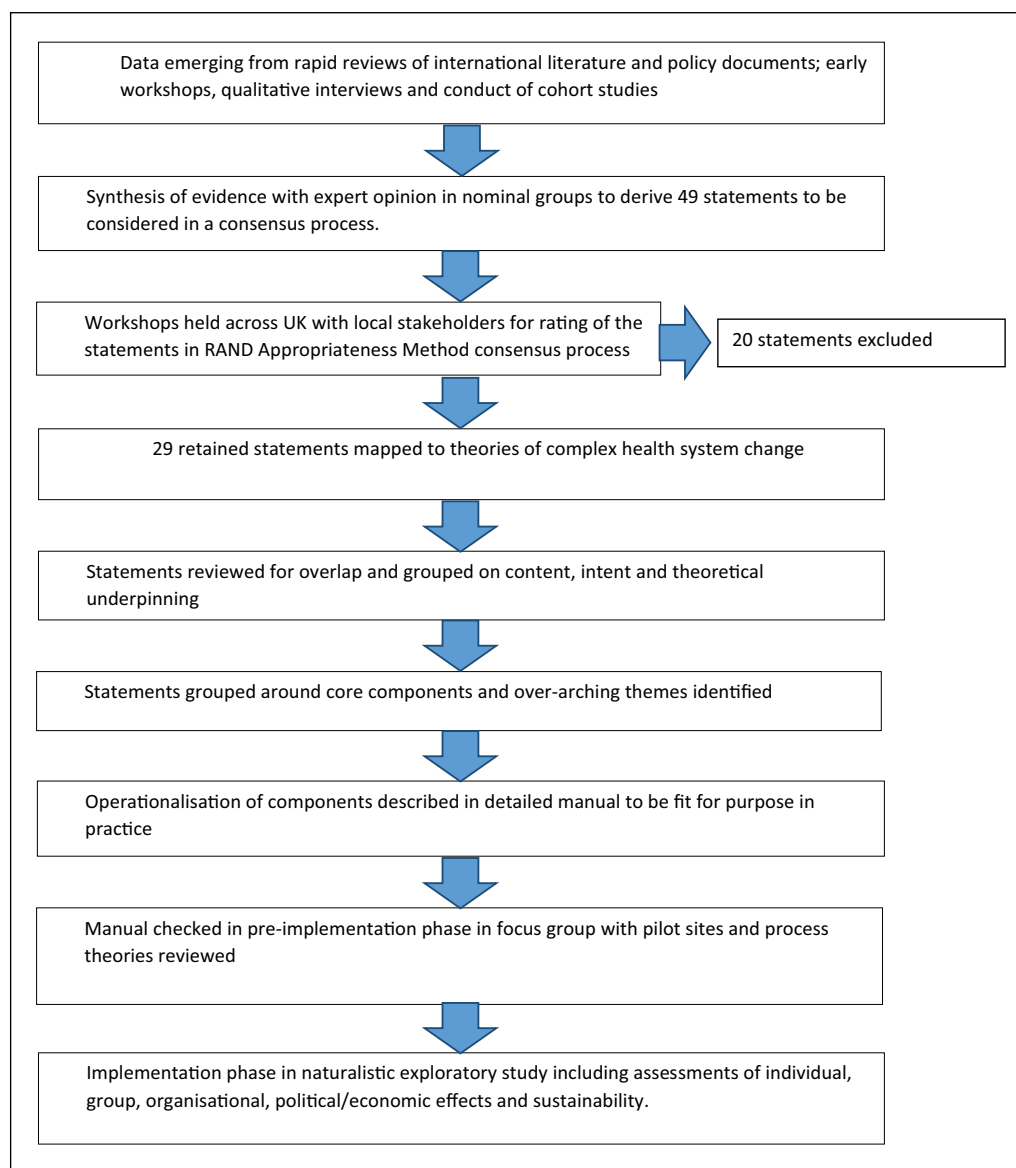 Data emerging from rapid reviews of international literature and policy documents; early
workshops, qualitative interviews and conduct of cohort studies
Synthesis of evidence with expert opinion in nominal groups to derive 49 statements to be
considered in a consensus process.
Workshops held across UK with local stakeholders for rating of the
statements in RAND Appropriateness Method consensus process
20 statements excluded
29 retained statements mapped to theories of complex health system change
Statements reviewed for overlap and grouped on content, intent and theoretical
underpinning
Statements grouped around core components and over-arching themes identified
Operationalisation of components described in detailed manual to be fit for purpose in
practice
Manual checked in pre-implementation phase in focus group with pilot sites and process
theories reviewed
Implementation phase in naturalistic exploratory study including assessments of individual,
group, organisational, political/economic effects and sustainability.